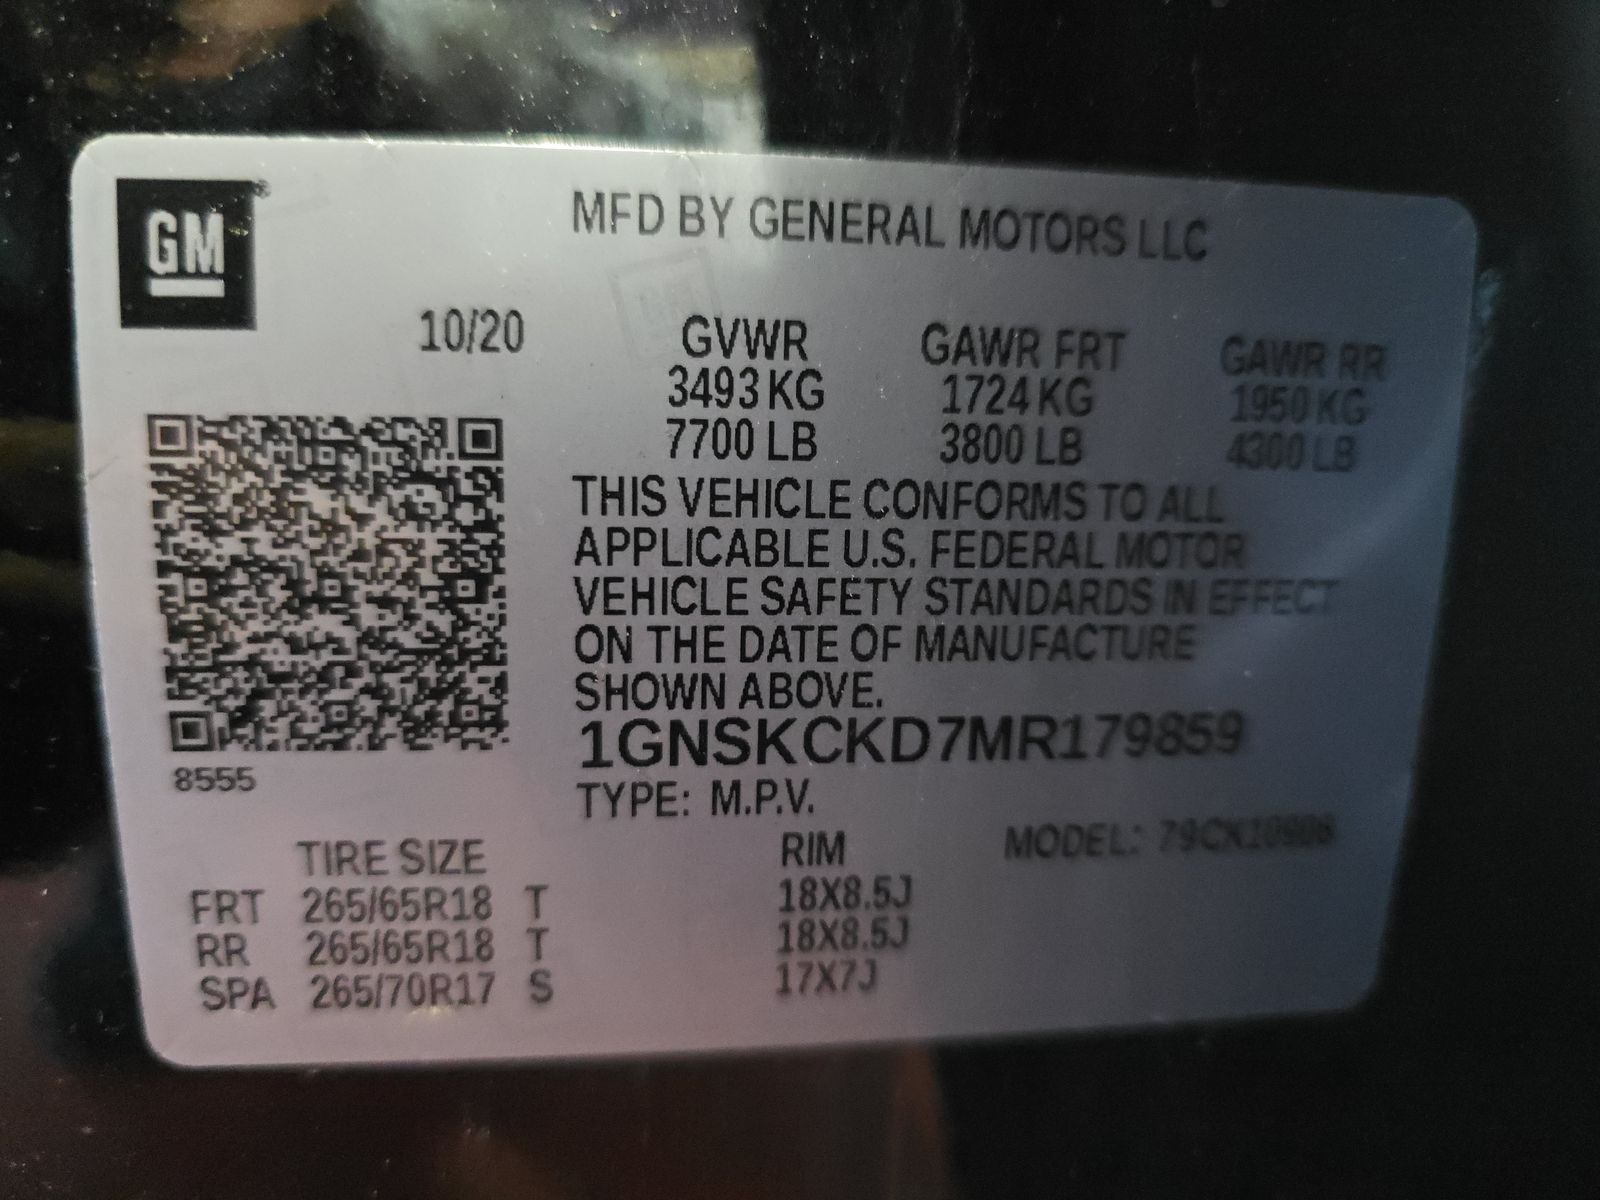 GM®
MFD BY GENERAL MOTORS LLC
10/20 GVWR GAWR FRT GAWR RR
3493 KG 1724 KG 1950 KG
7700 LB 3800 LB 4300 LB
THIS VEHICLE CONFORMS TO ALL
APPLICABLE U.S. FEDERAL MOTOR
VEHICLE SAFETY STANDARDS IN EFFECT
ON THE DATE OF MANUFACTURE
SHOWN ABOVE.
1GNSKCKD7MR179859
8555
TYPE: M.P.V.
MODEL:
TIRE SIZE RIM
FRT 265/65R18 T 18X8.5J
RR 265/65R18 T 18X8.5J
SPA 265/70R17 S 17X7J